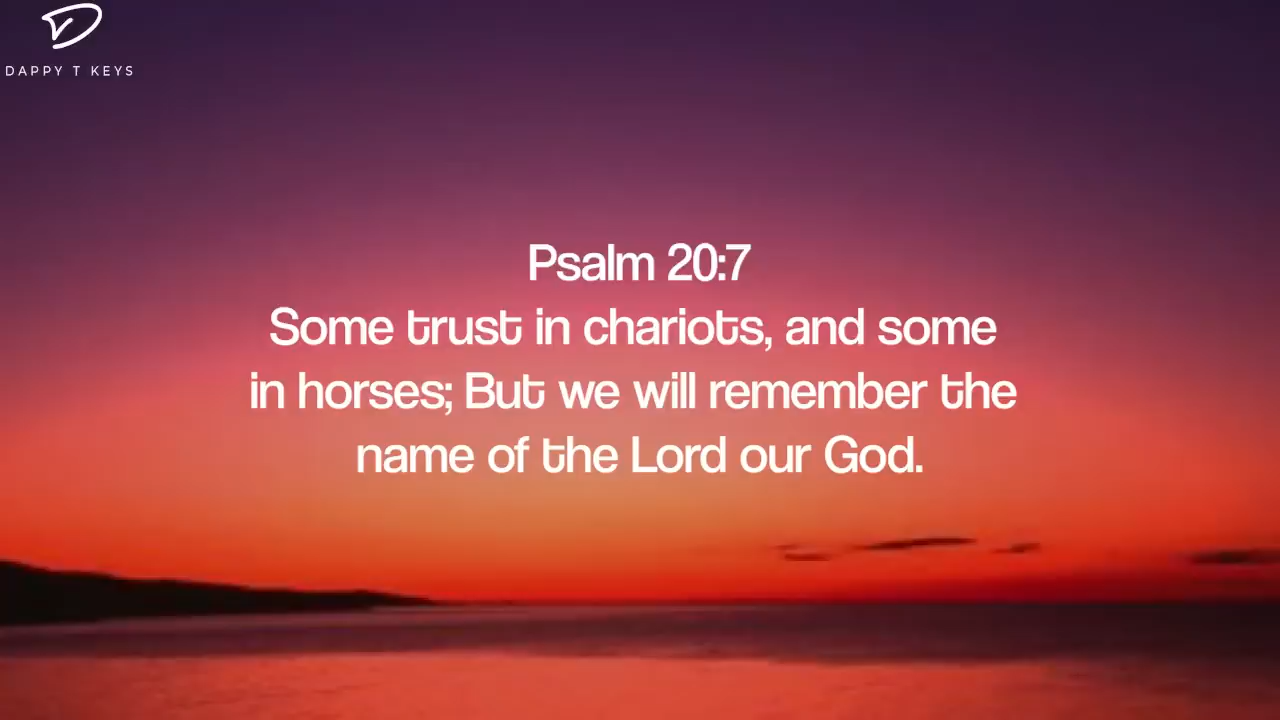 DAPPY T KEYS
Psalm 20:7
Some trust in chariots, and some
in horses; But we will remember the
name of the Lord our God.